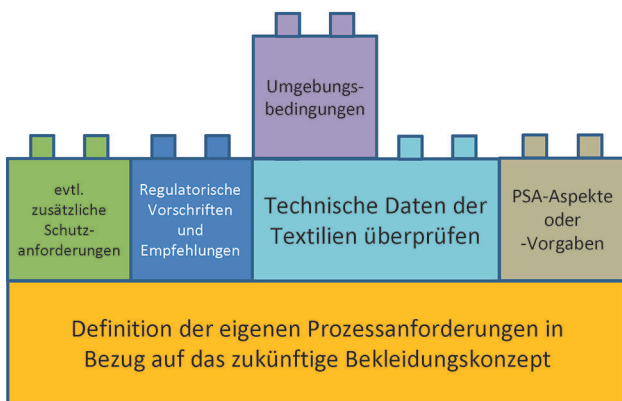 Umgebungs-
bedingungen
evtl.
zusätzliche
Schutz-
anforderungen
Regulatorische
Vorschriften
und
Empfehlungen
Technische Daten der
Textilien überprüfen
PSA-Aspekte
oder
-Vorgaben
Definition der eigenen Prozessanforderungen in
Bezug auf das zukünftige Bekleidungskonzept